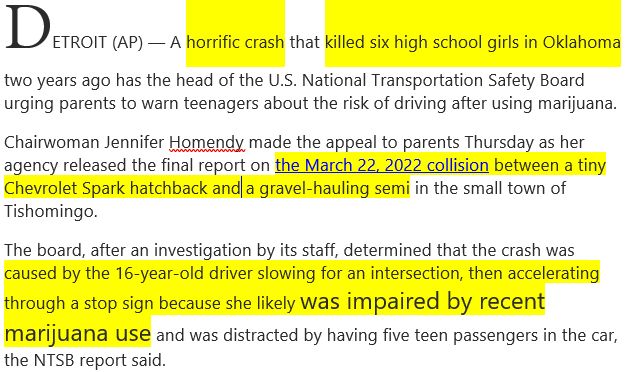 DETROIT (AP) — A horrific crash that killed six high school girls in Oklahoma
two years ago has the head of the U.S. National Transportation Safety Board
urging parents to warn teenagers about the risk of driving after using marijuana.
Chairwoman Jennifer Homendy made the appeal to parents Thursday as her
agency released the final report on the March 22, 2022 collision between a tiny
Chevrolet Spark hatchback and a gravel-hauling semi in the small town of
Tishomingo.
The board, after an investigation by its staff, determined that the crash was
caused by the 16-year-old driver slowing for an intersection, then accelerating
through a stop sign because she likely was impaired by recent
marijuana use and was distracted by having five teen passengers in the car,
the NTSB report said.